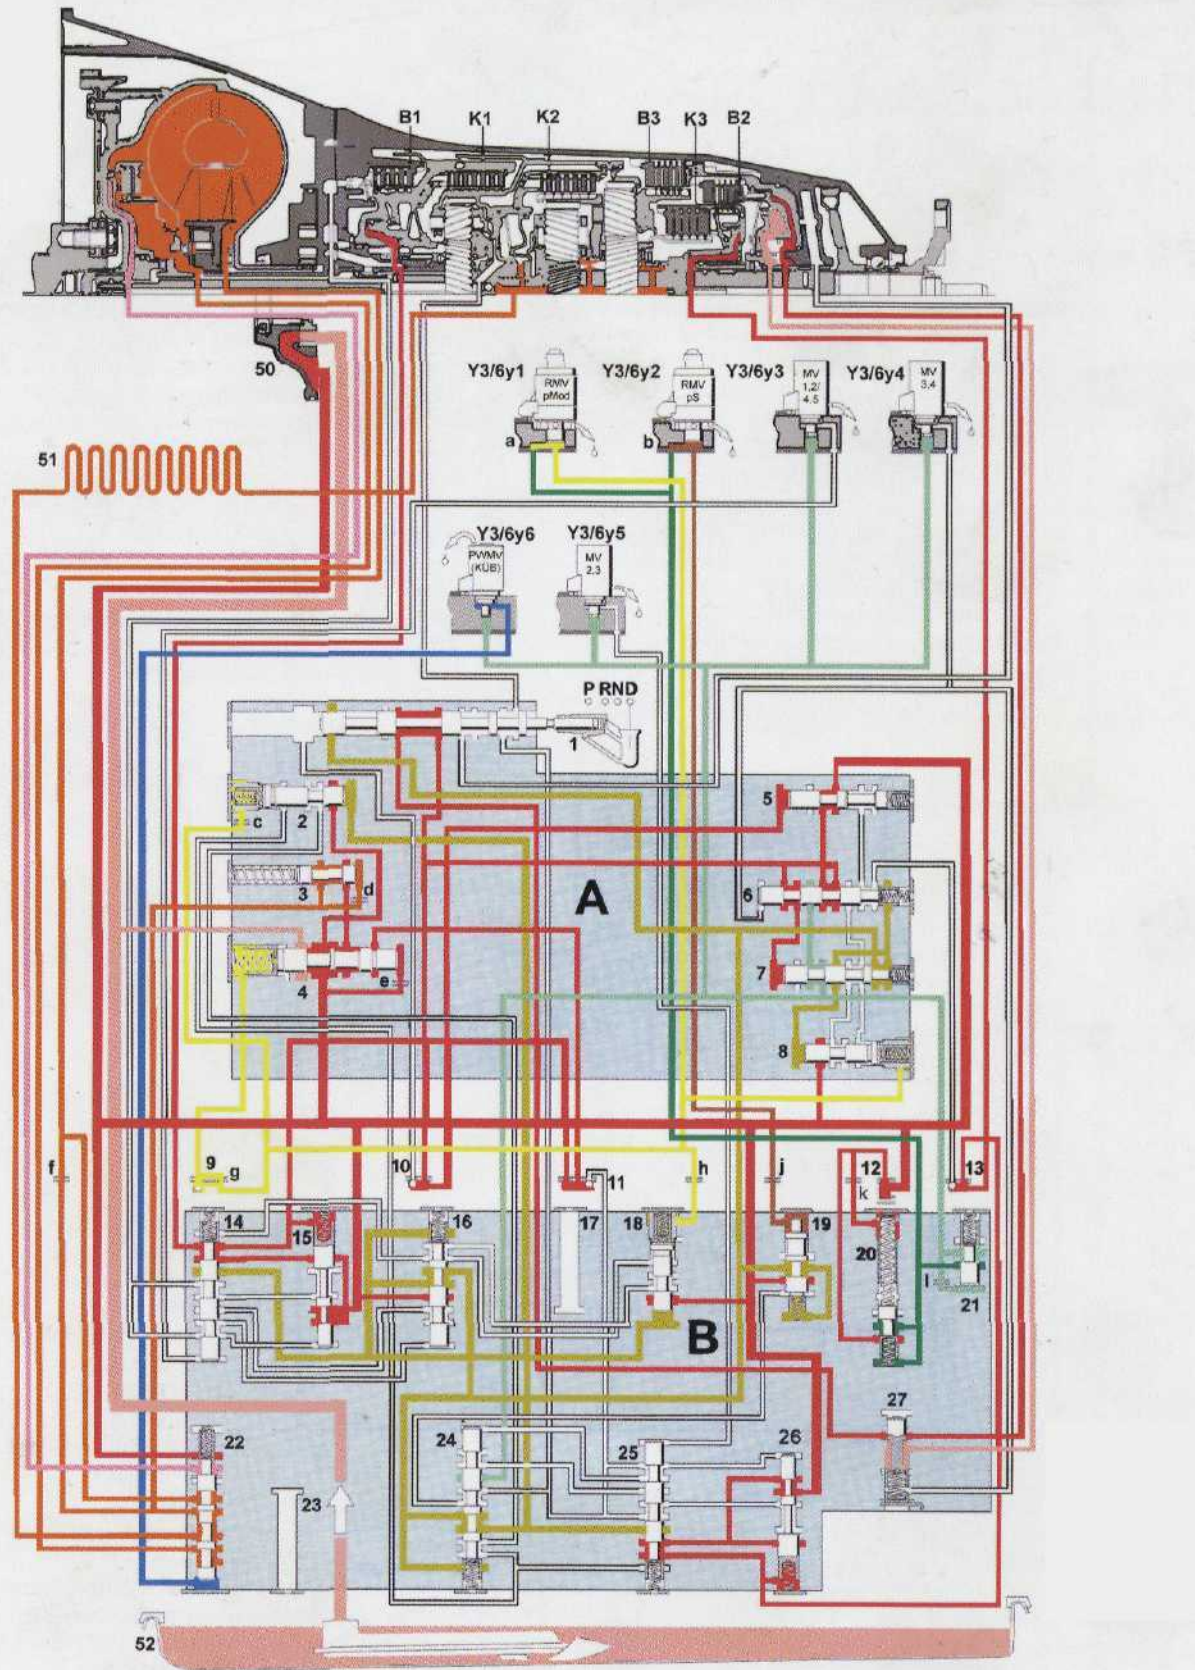 B1 K1 K2 B3 K3 B2
50
Y3/6y1 Y3/6y2 Y3/6y3 Y3/6y4
RMV
pMod
RMV
pS
MV
1,2/
4,5
MV
3,4
a b
51
Y3/6y6 Y3/6y5
PWMV
(KÜB)
MV
2,3
P RND
1
c 2
5
3 d
A
6
4 e
7
8
f 9 g 10 11 h j 12 13
k
14 15 16 17 18 19 20 21
l
B
22 23 24 25 26 27
52